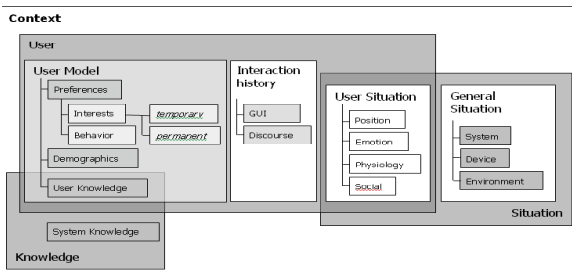 Context
User
User Model
Preferences
Interests
temporary
Behavior
permanent
Demographics
User Knowledge
Interaction
history
GUI
Discourse
User Situation
Position
Emotion
Physiology
Social
General
Situation
System
Device
Environment
Situation
System Knowledge
Knowledge